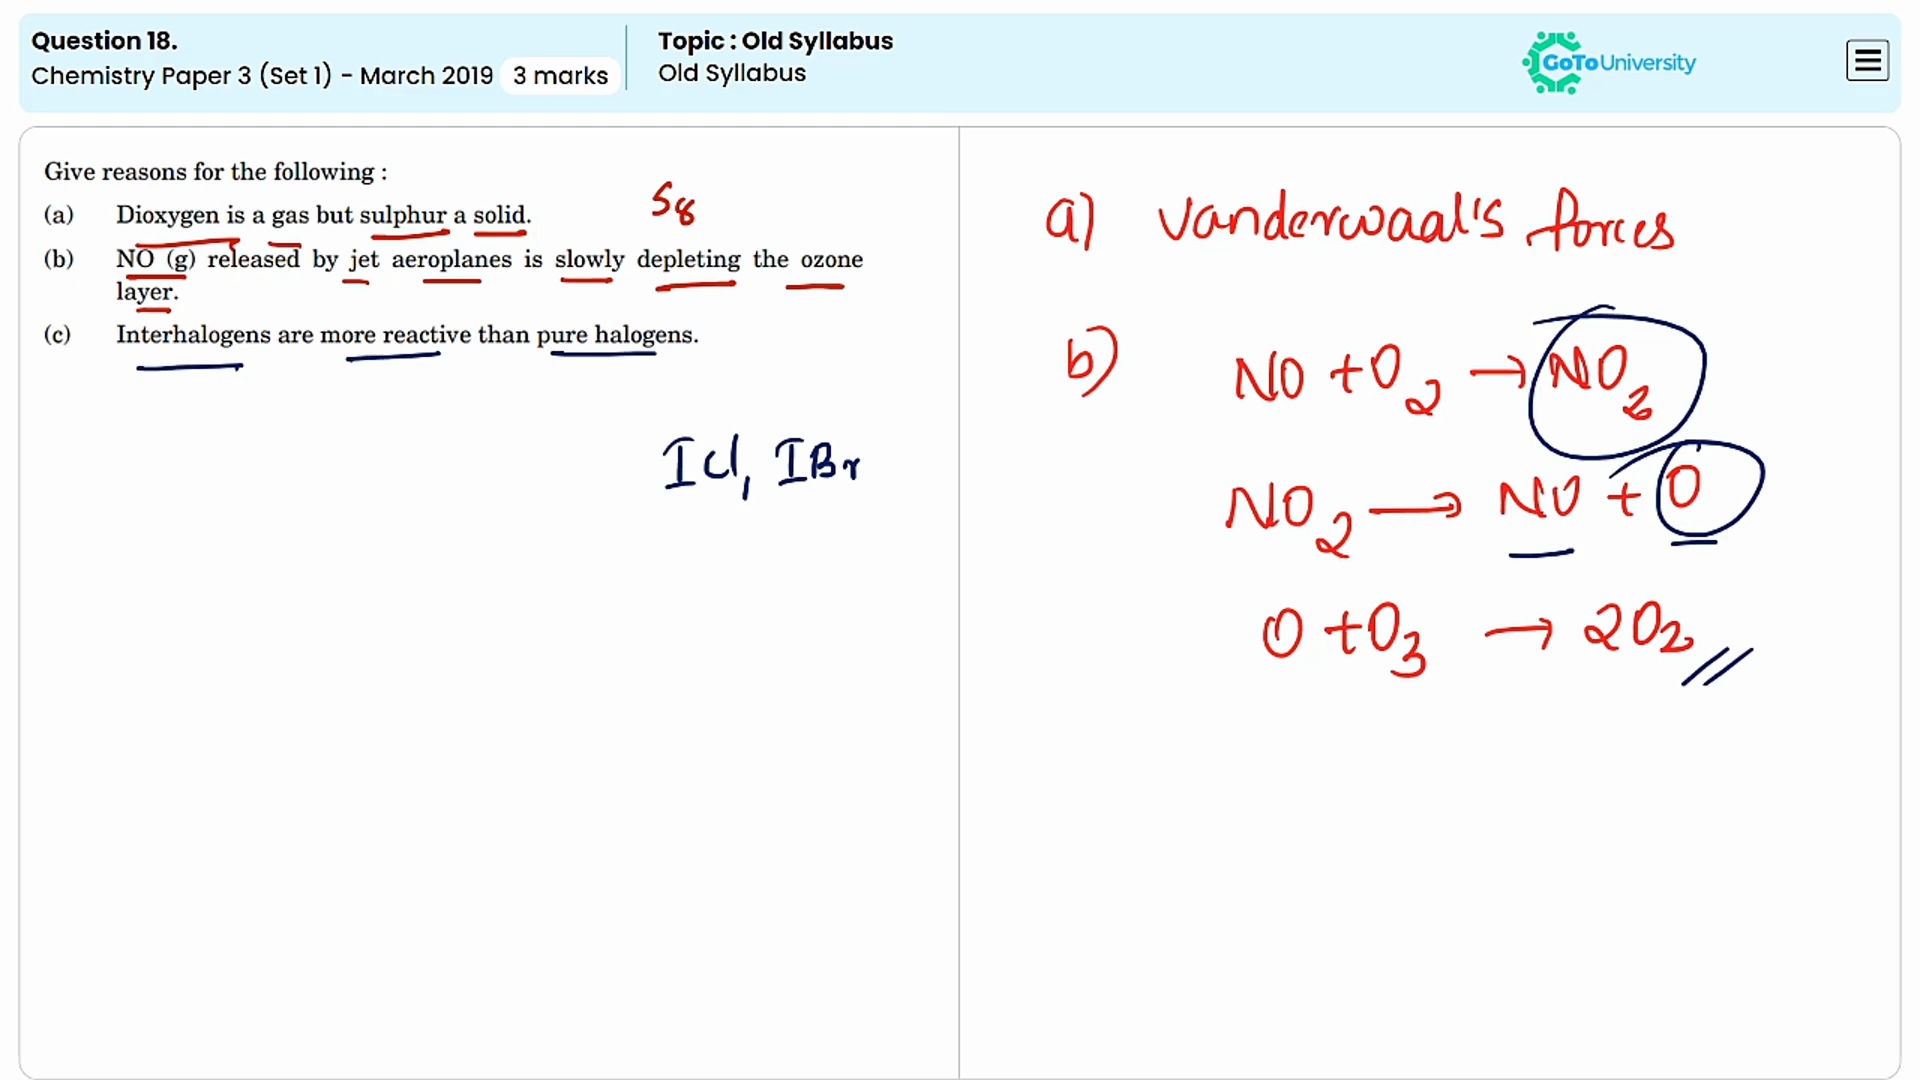 Question 18.
Chemistry Paper 3 (Set 1) - March 2019 3 marks
Topic : Old Syllabus
Old Syllabus
GoToUniversity
Give reasons for the following :
(a) Dioxygen is a gas but sulphur a solid.
S8
(b) NO (g) released by jet aeroplanes is slowly depleting the ozone
layer.
(c) Interhalogens are more reactive than pure halogens.
ICl, IBr
a) Vanderwaal's forces
b) NO + O2 → NO2
NO2 → NO + O
O + O3 → 2O2